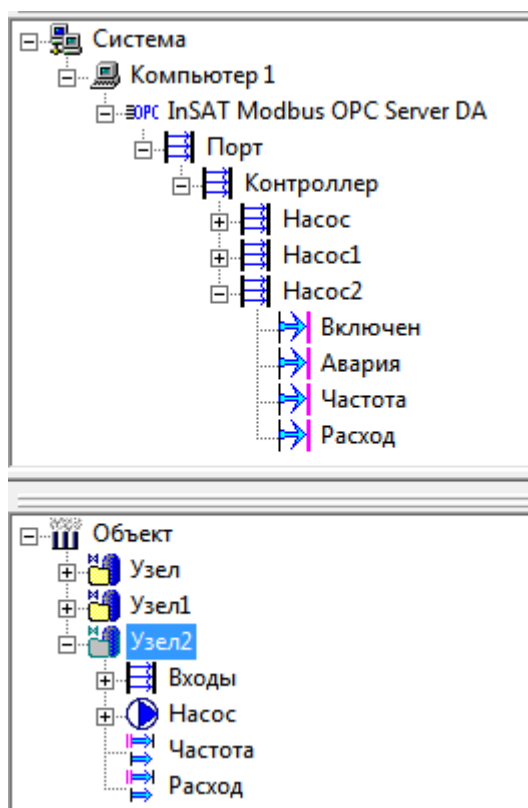 Система
Компьютер 1
OPC InSAT Modbus OPC Server DA
Порт
Контроллер
Насос
Насос1
Насос2
Включен
Авария
Частота
Расход
Объект
Узел
Узел1
Узел2
Входы
Насос
Частота
Расход